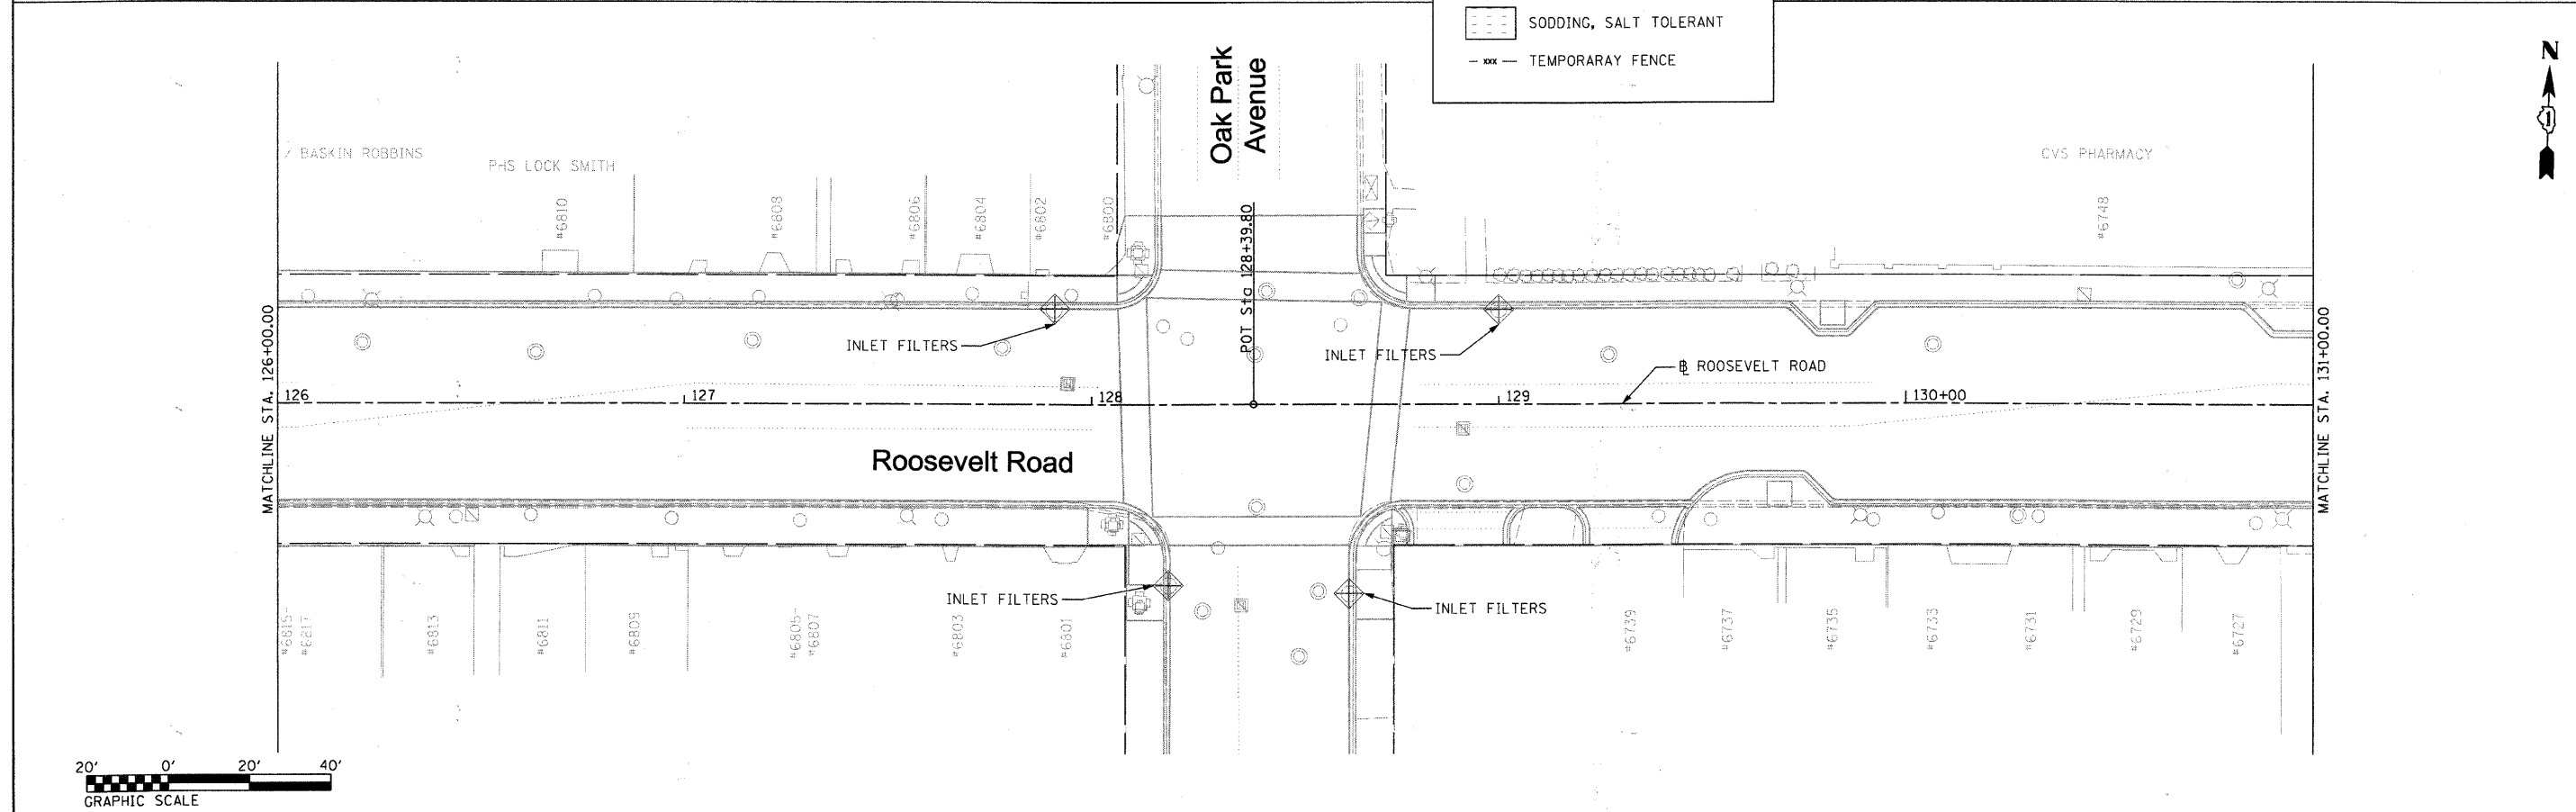 SODDING, SALT TOLERANT
- xxx - TEMPORARAY FENCE
N
Oak Park
Avenue
/ BASKIN ROBBINS
PHS LOCK SMITH
CVS PHARMACY
#6810
#6808
#6806
#6804
#6802
#6800
#6748
POT Sta 128+39.80
MATCHLINE STA. 126+00.00
MATCHLINE STA. 131+00.00
INLET FILTERS
INLET FILTERS
℄ ROOSEVELT ROAD
126
127
128
129
130+00
Roosevelt Road
INLET FILTERS
INLET FILTERS
#6815-
#6817
#6813
#6811
#6809
#6805-
#6807
#6803
#6801
#6739
#6737
#6735
#6733
#6731
#6729
#6727
20' 0' 20' 40'
GRAPHIC SCALE